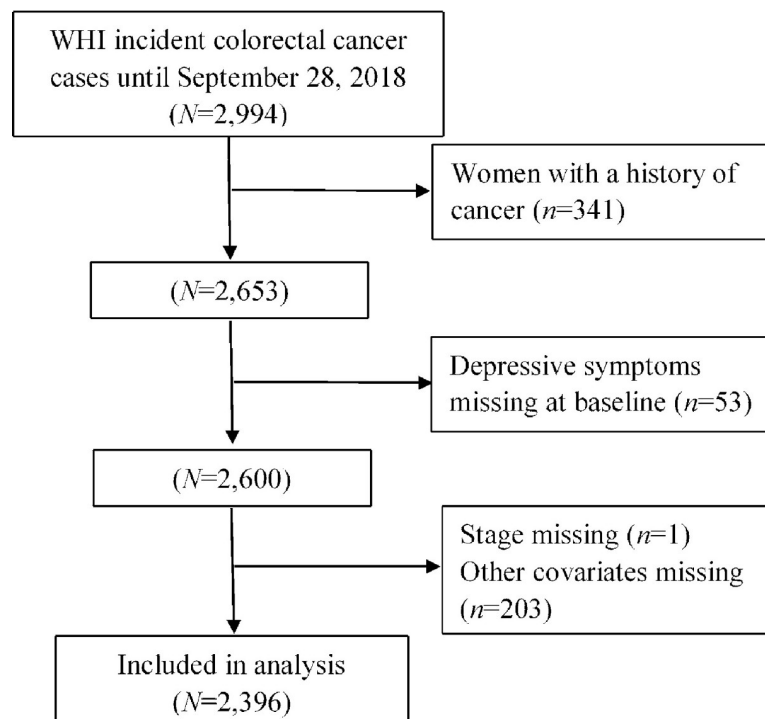 WHI incident colorectal cancer
cases until September 28, 2018
(N=2,994)
Women with a history of
cancer (n=341)
(N=2,653)
Depressive symptoms
missing at baseline (n=53)
(N=2,600)
Stage missing (n=1)
Other covariates missing
(n=203)
Included in analysis
(N=2,396)